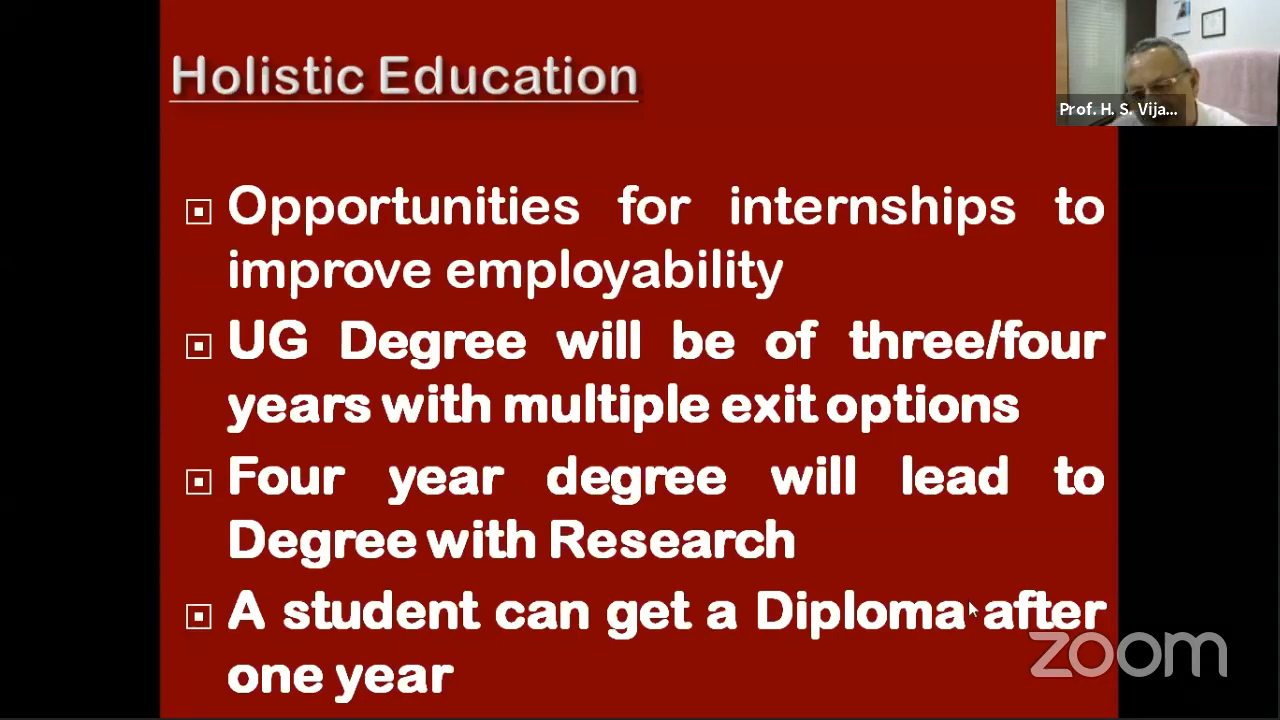 Holistic Education
Prof. H. S. Vija...
Opportunities for internships to
improve employability
UG Degree will be of three/four
years with multiple exit options
Four year degree will lead to
Degree with Research
A student can get a Diploma after
one year
zoom